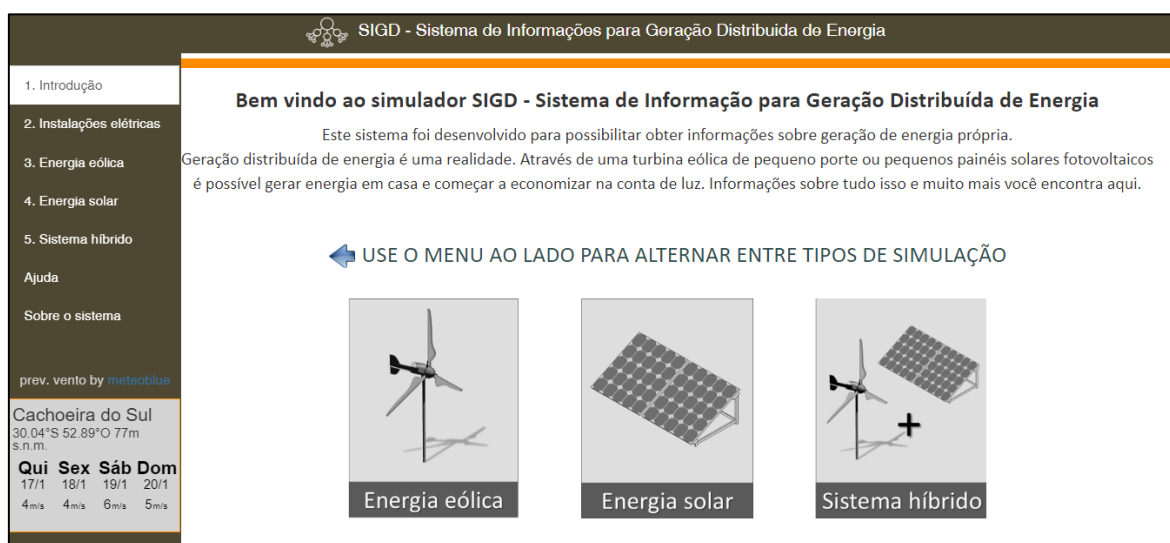 SIGD - Sistema de Informações para Geração Distribuida de Energia
1. Introdução
2. Instalações elétricas
3. Energia eólica
4. Energia solar
5. Sistema híbrido
Ajuda
Sobre o sistema
prev. vento by meteoblue
Cachoeira do Sul
30.04°S 52.89°O 77m
s.n.m.
Qui Sex Sáb Dom
17/1 18/1 19/1 20/1
4m/s 4m/s 6m/s 5m/s
Bem vindo ao simulador SIGD - Sistema de Informação para Geração Distribuída de Energia
Este sistema foi desenvolvido para possibilitar obter informações sobre geração de energia própria.
Geração distribuída de energia é uma realidade. Através de uma turbina eólica de pequeno porte ou pequenos painéis solares fotovoltaicos
é possível gerar energia em casa e começar a economizar na conta de luz. Informações sobre tudo isso e muito mais você encontra aqui.
USE O MENU AO LADO PARA ALTERNAR ENTRE TIPOS DE SIMULAÇÃO
+
Energia eólica
Energia solar
Sistema híbrido